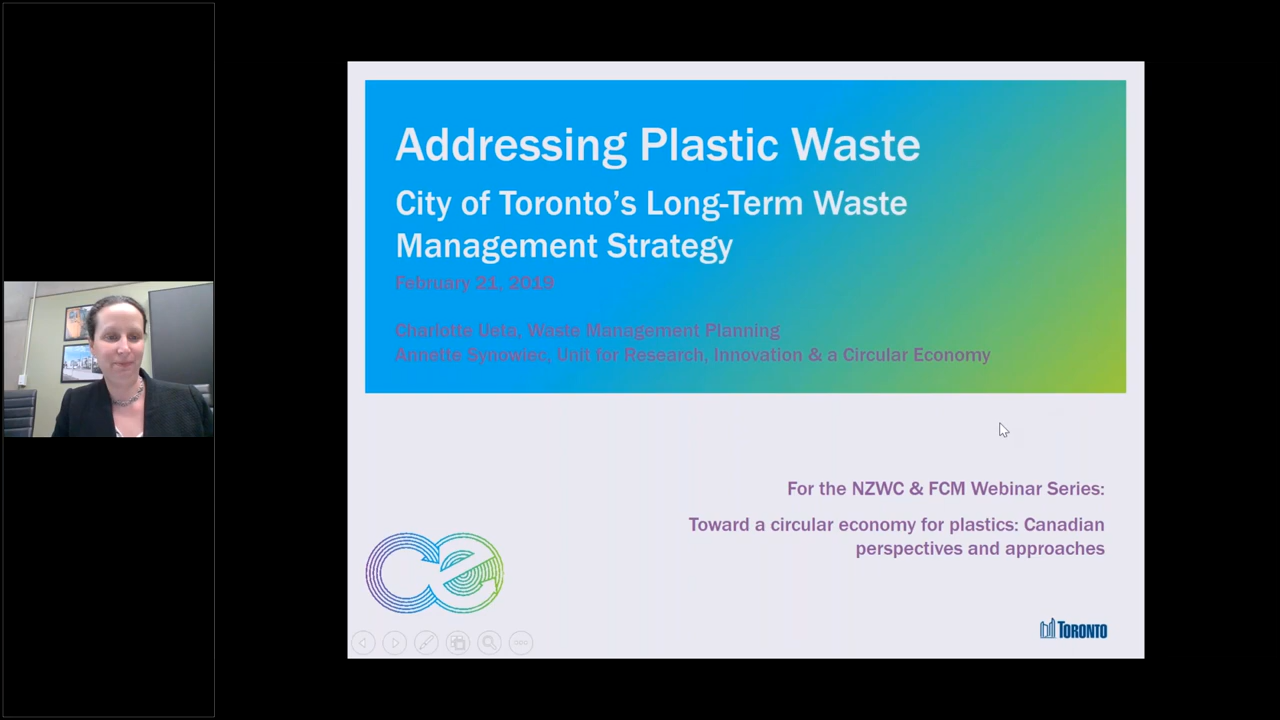 Addressing Plastic Waste
City of Toronto's Long-Term Waste
Management Strategy
February 21, 2019
Charlotte Ueta, Waste Management Planning
Annette Synowiec, Unit for Research, Innovation & a Circular Economy
For the NZWC & FCM Webinar Series:
Toward a circular economy for plastics: Canadian
perspectives and approaches
ce
TORONTO